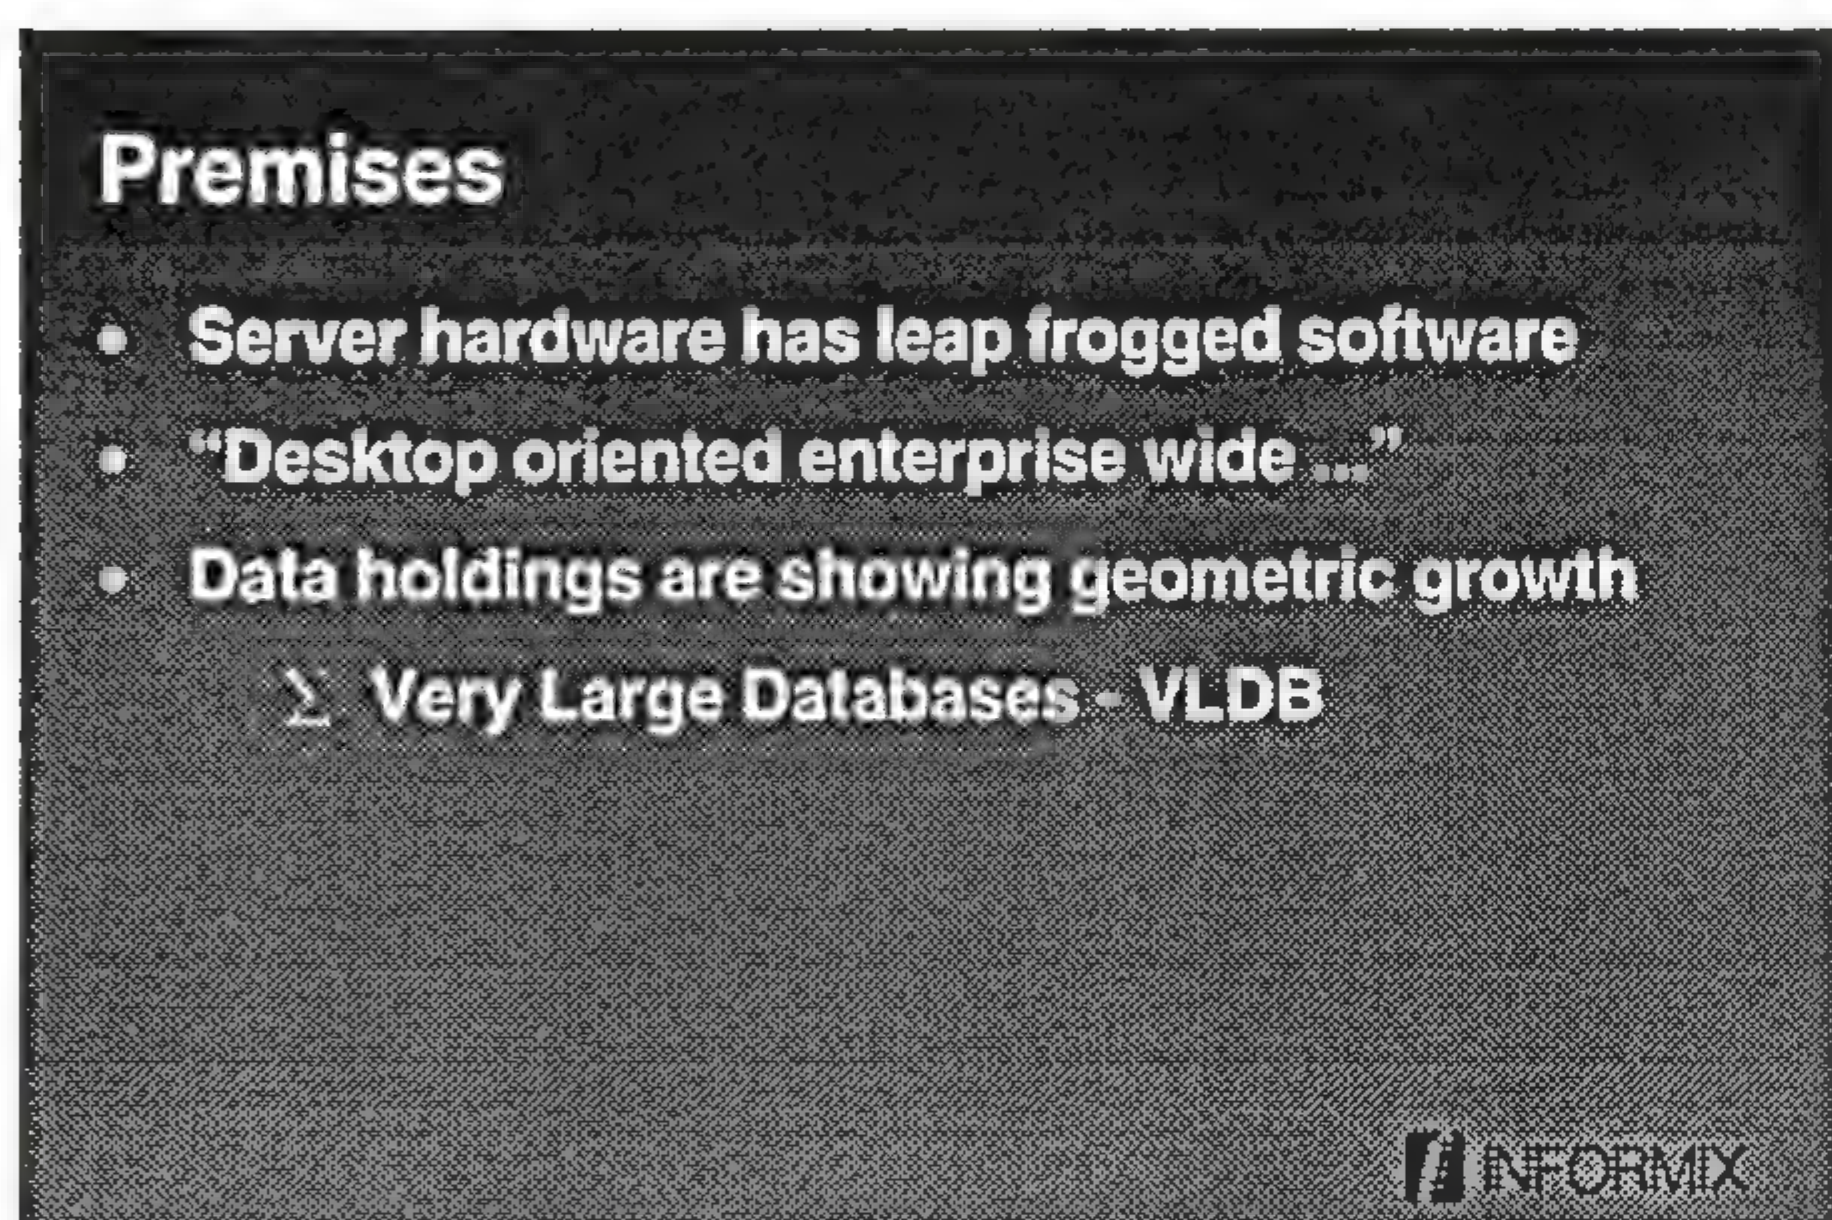 Premises
• Server hardware has leap frogged software
• “Desktop oriented enterprise wide ...”
• Data holdings are showing geometric growth
Σ Very Large Databases - VLDB
INFORMIX